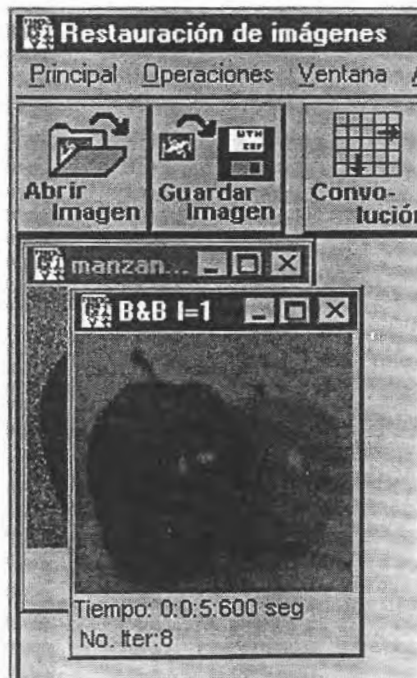 Restauración de imágenes
Principal Operaciones Ventana
Abrir
Imagen
Guardar
Imagen
Convo-
lución
manzan...
B&B I=1
Tiempo: 0:0:5:600 seg
No. Iter:8